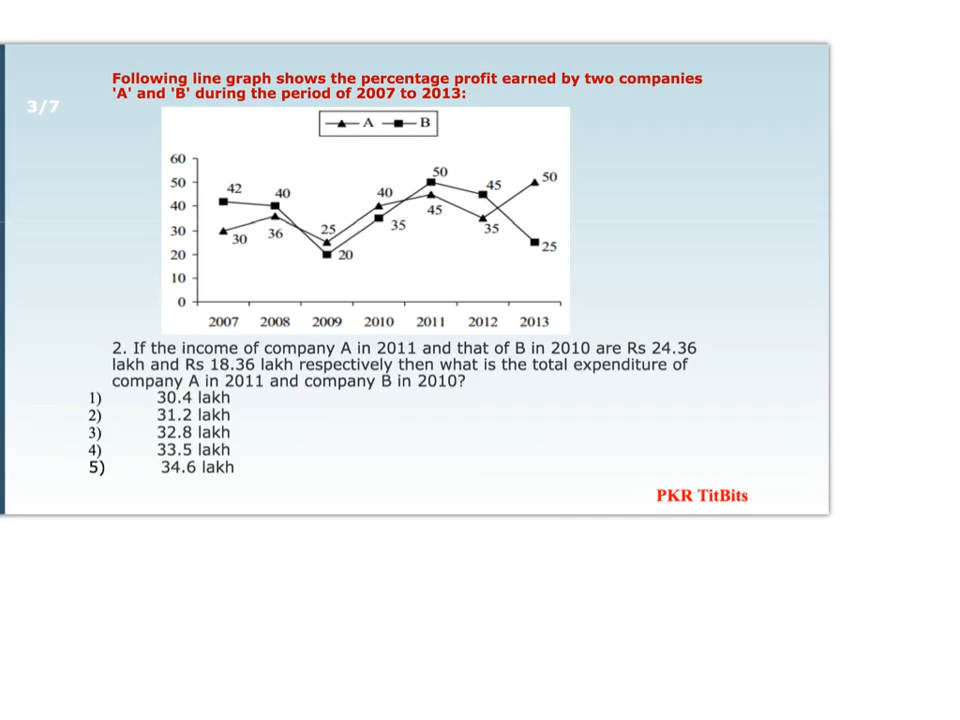 Following line graph shows the percentage profit earned by two companies
'A' and 'B' during the period of 2007 to 2013:
3/7
A B
60
50
40
30
20
10
0
42 40 25 40 50 45 50
30 36 20 35 45 35 25
2007 2008 2009 2010 2011 2012 2013
2. If the income of company A in 2011 and that of B in 2010 are Rs 24.36
lakh and Rs 18.36 lakh respectively then what is the total expenditure of
company A in 2011 and company B in 2010?
1) 30.4 lakh
2) 31.2 lakh
3) 32.8 lakh
4) 33.5 lakh
5) 34.6 lakh
PKR TitBits